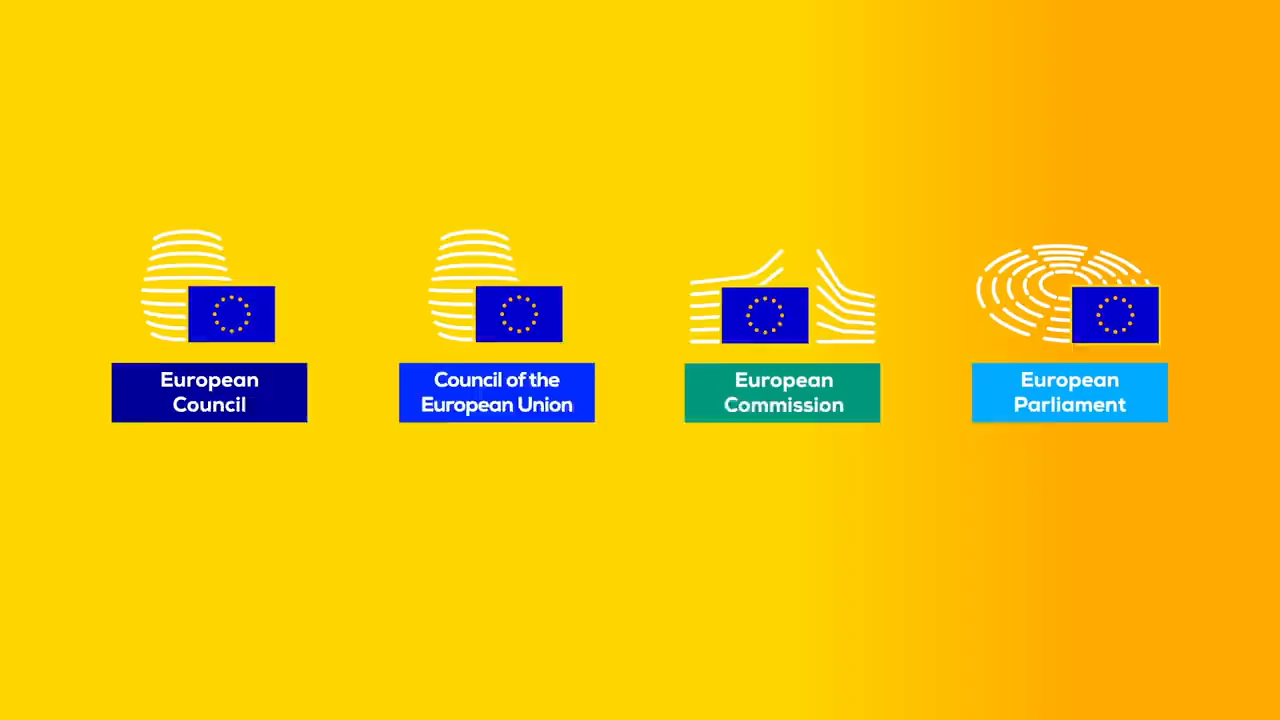 European
Council
Council of the
European Union
European
Commission
European
Parliament